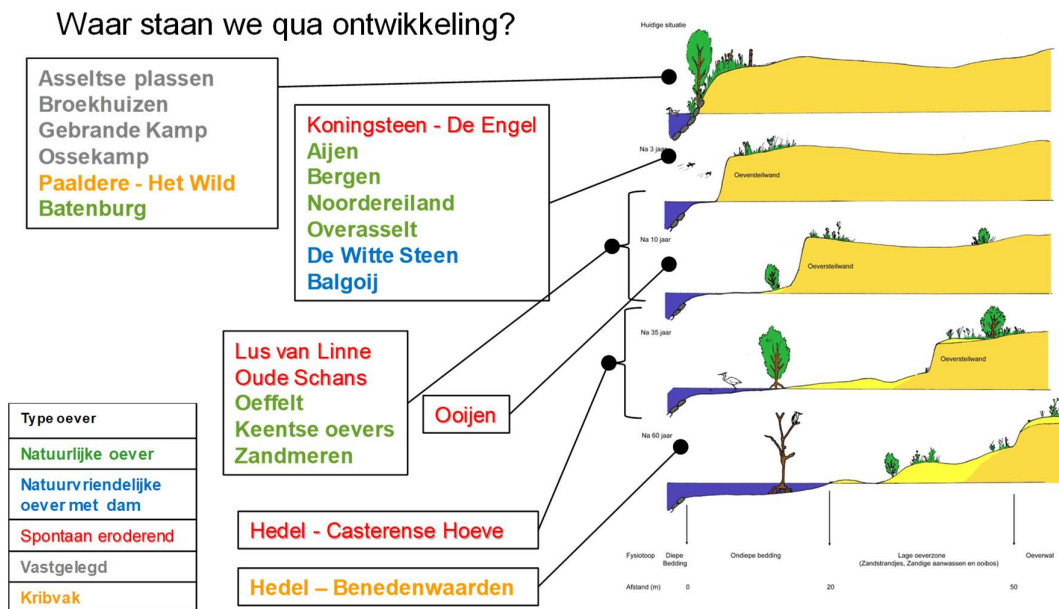 Waar staan we qua ontwikkeling?
Asseltse plassen
Broekhuizen
Gebrande Kamp
Ossekamp
Paaldere - Het Wild
Batenburg
Koningsteen - De Engel
Aijen
Bergen
Noordereiland
Overasselt
De Witte Steen
Balgoij
Lus van Linne
Oude Schans
Oeffelt
Keentse oevers
Zandmeren
Ooijen
Hedel - Casterense Hoeve
Hedel – Benedenwaarden
Type oever
Natuurlijke oever
Natuurvriendelijke
oever met dam
Spontaan eroderend
Vastgelegd
Kribvak
Huidige situatie
Na 3 jaar
Oeversteilwand
Na 10 jaar
Oeversteilwand
Na 35 jaar
Oeversteilwand
Na 60 jaar
Fysiotoop Diepe Ondiepe bedding Lage oeverzone Oeverwal
Bedding (Zandstrandjes, Zandige aanwassen en ooibos)
Afstand (m) 0 20 50